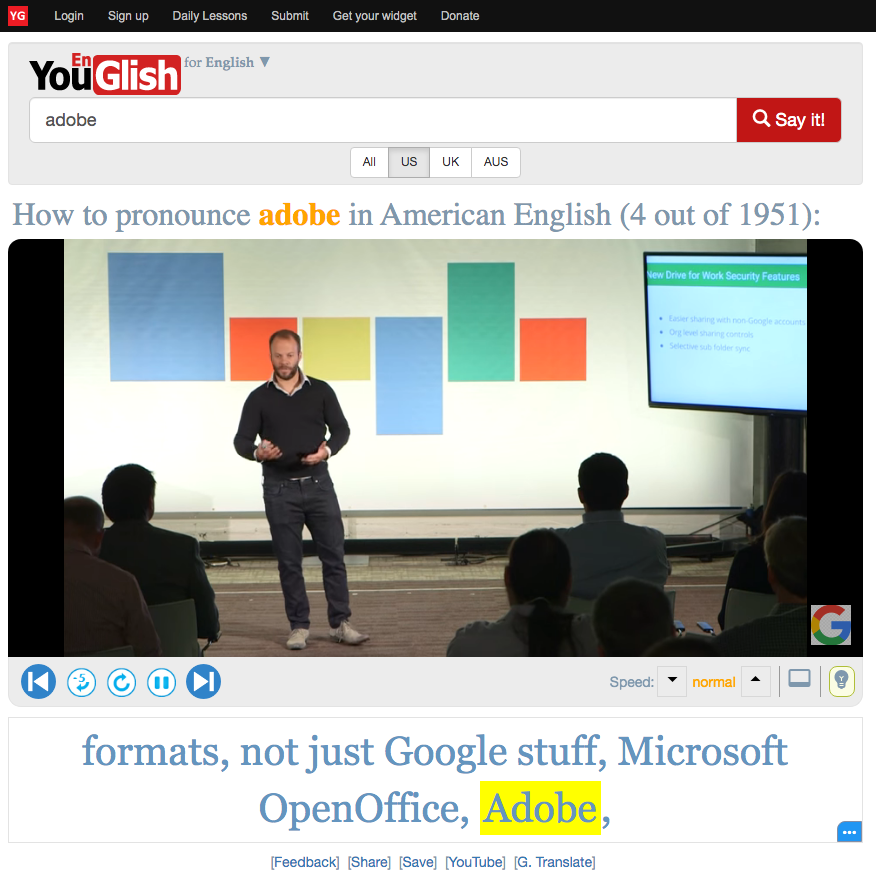 YG Login Sign up Daily Lessons Submit Get your widget Donate
En
YouGlish for English ▼
adobe Say it!
All US UK AUS
How to pronounce adobe in American English (4 out of 1951):
New Drive for Work Security Features
• Easier sharing with non-Google accounts
• Org level sharing controls
• Selective sub folder sync
G
-5 Speed: normal
formats, not just Google stuff, Microsoft
OpenOffice, Adobe,
[Feedback] [Share] [Save] [YouTube] [G. Translate]